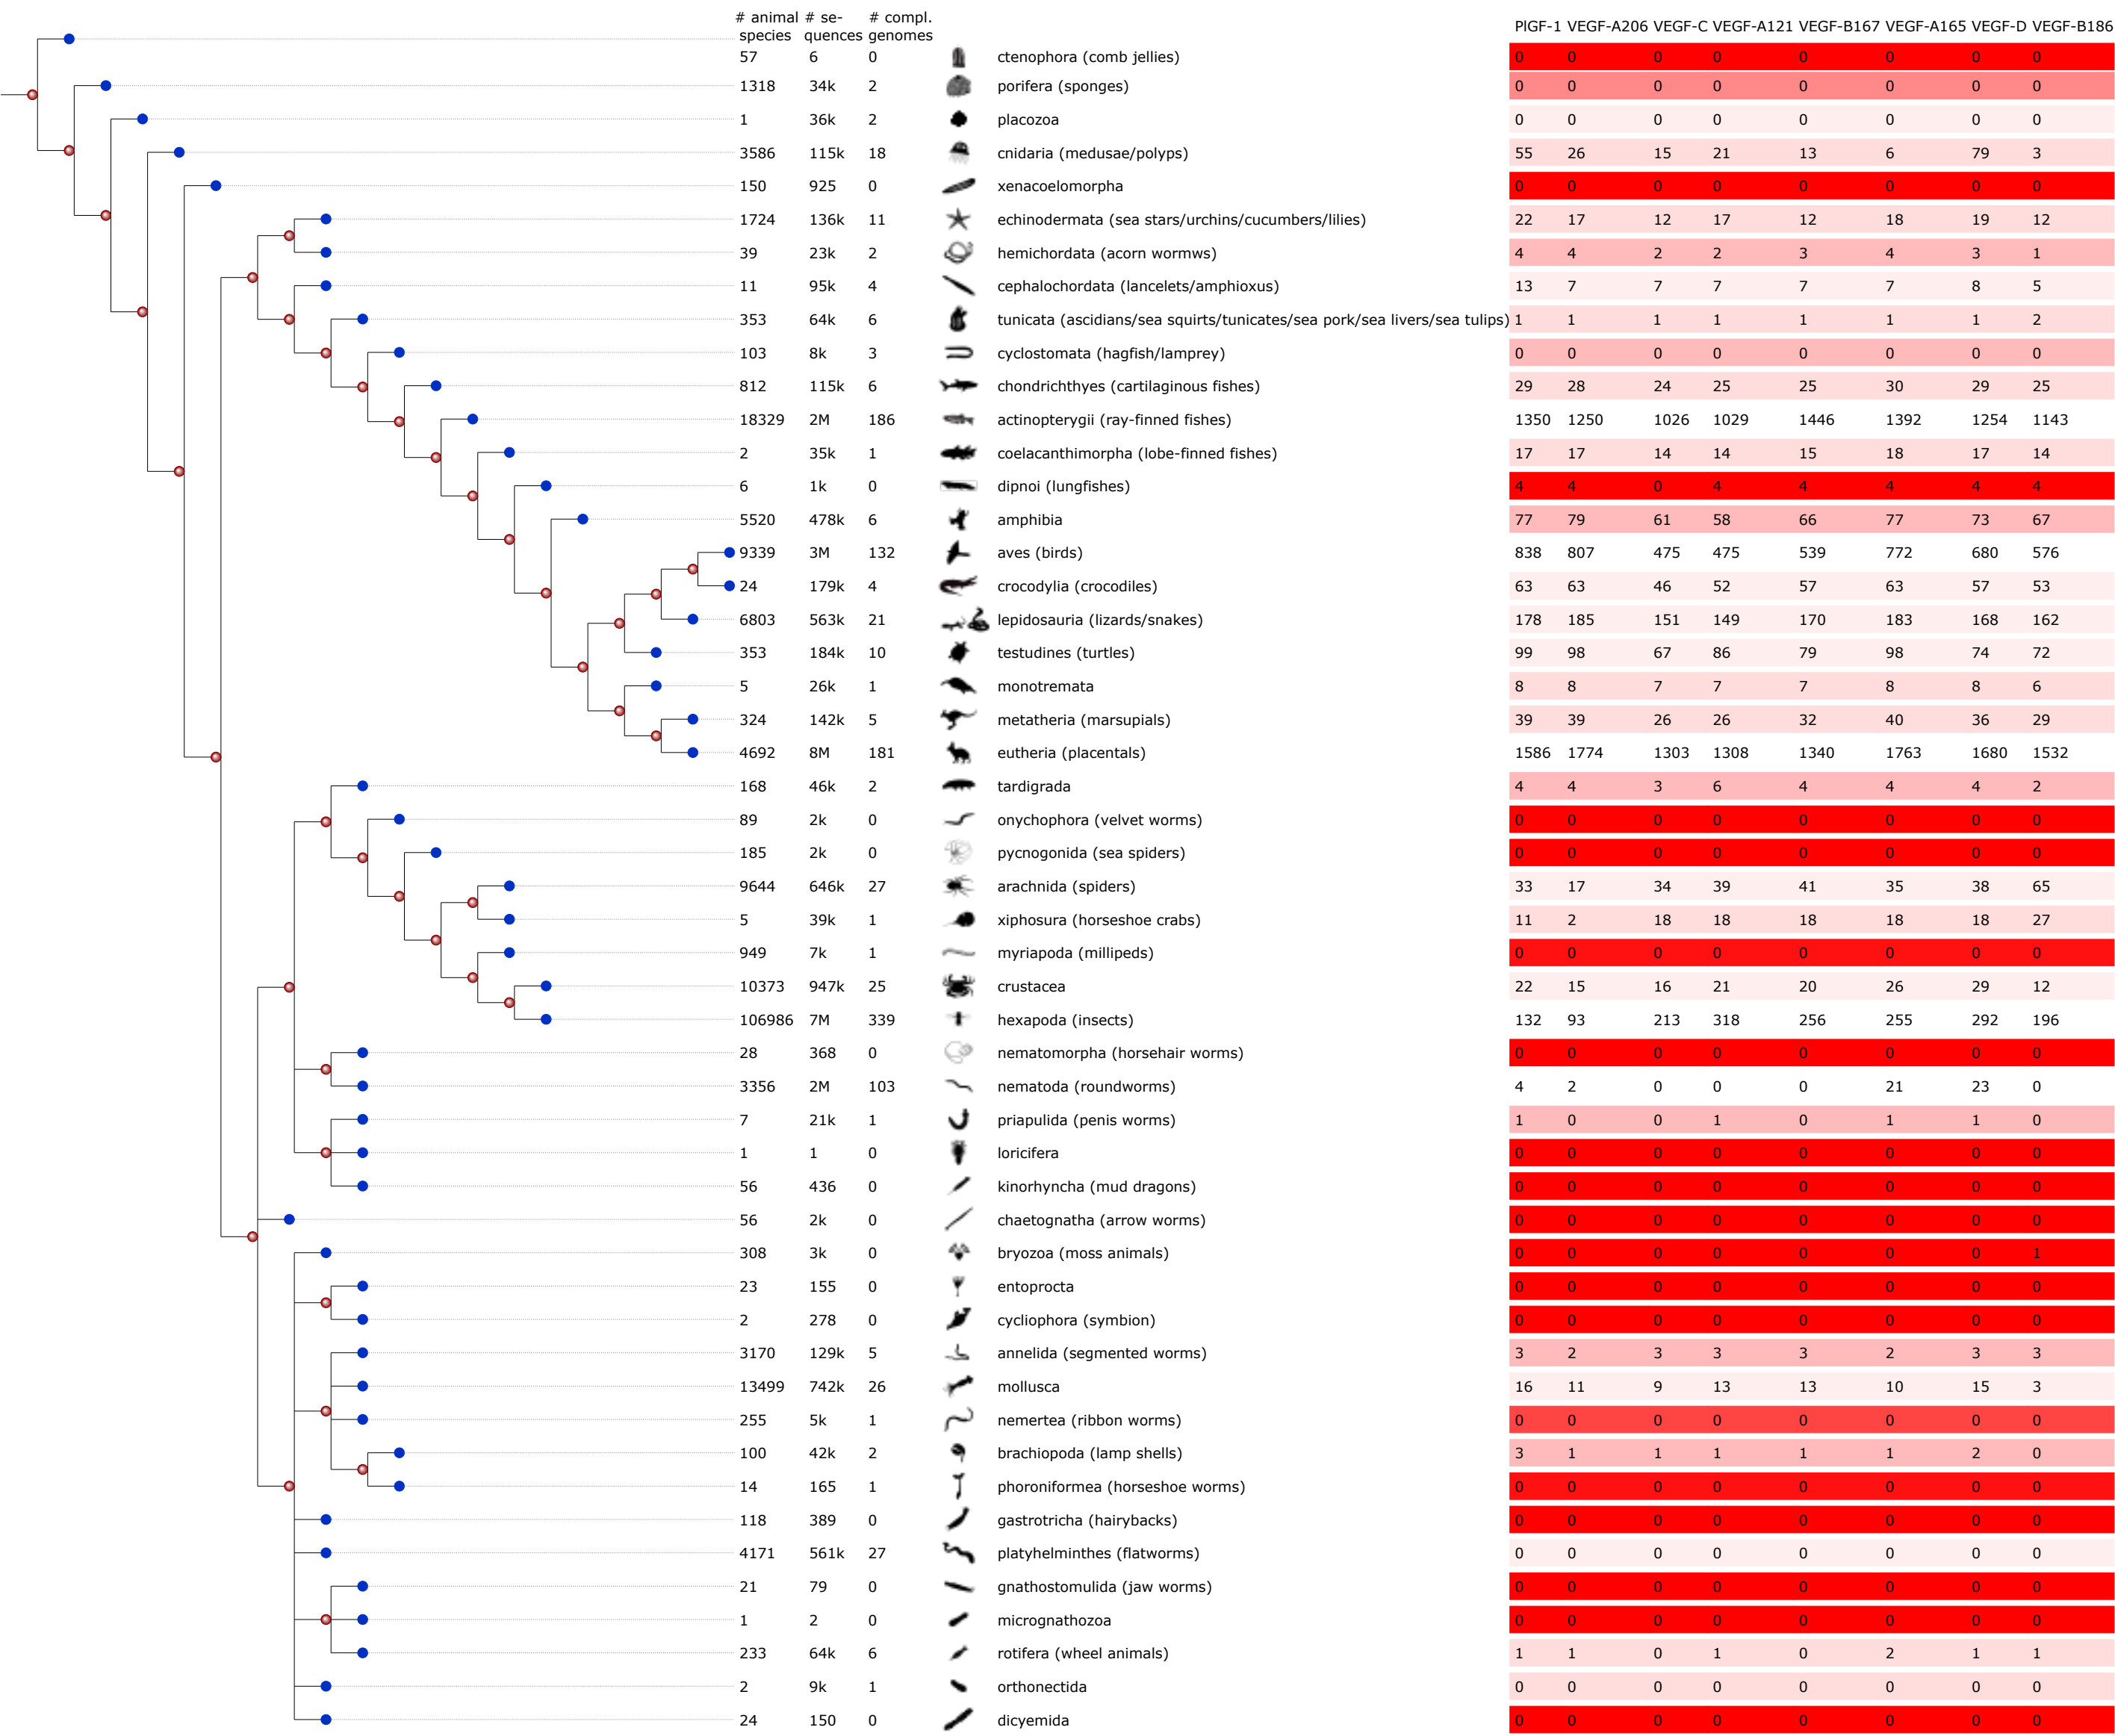 # animal # se- # compl.
species quences genomes
PlGF-1 VEGF-A206 VEGF-C VEGF-A121 VEGF-B167 VEGF-A165 VEGF-D VEGF-B186
57 6 0 ctenophora (comb jellies) 0 0 0 0 0 0 0 0
1318 34k 2 porifera (sponges) 0 0 0 0 0 0 0 0
1 36k 2 placozoa 0 0 0 0 0 0 0 0
3586 115k 18 cnidaria (medusae/polyps) 55 26 15 21 13 6 79 3
150 925 0 xenacoelomorpha 0 0 0 0 0 0 0 0
1724 136k 11 echinodermata (sea stars/urchins/cucumbers/lilies) 22 17 12 17 12 18 19 12
39 23k 2 hemichordata (acorn wormws) 4 4 2 2 3 4 3 1
11 95k 4 cephalochordata (lancelets/amphioxus) 13 7 7 7 7 7 8 5
353 64k 6 tunicata (ascidians/sea squirts/tunicates/sea pork/sea livers/sea tulips) 1 1 1 1 1 1 1 2
103 8k 3 cyclostomata (hagfish/lamprey) 0 0 0 0 0 0 0 0
812 115k 6 chondrichthyes (cartilaginous fishes) 29 28 24 25 25 30 29 25
18329 2M 186 actinopterygii (ray-finned fishes) 1350 1250 1026 1029 1446 1392 1254 1143
2 35k 1 coelacanthimorpha (lobe-finned fishes) 17 17 14 14 15 18 17 14
6 1k 0 dipnoi (lungfishes) 4 4 0 4 4 4 4 4
5520 478k 6 amphibia 77 79 61 58 66 77 73 67
9339 3M 132 aves (birds) 838 807 475 475 539 772 680 576
24 179k 4 crocodylia (crocodiles) 63 63 46 52 57 63 57 53
6803 563k 21 lepidosauria (lizards/snakes) 178 185 151 149 170 183 168 162
353 184k 10 testudines (turtles) 99 98 67 86 79 98 74 72
5 26k 1 monotremata 8 8 7 7 7 8 8 6
324 142k 5 metatheria (marsupials) 39 39 26 26 32 40 36 29
4692 8M 181 eutheria (placentals) 1586 1774 1303 1308 1340 1763 1680 1532
168 46k 2 tardigrada 4 4 3 6 4 4 4 2
89 2k 0 onychophora (velvet worms) 0 0 0 0 0 0 0 0
185 2k 0 pycnogonida (sea spiders) 0 0 0 0 0 0 0 0
9644 646k 27 arachnida (spiders) 33 17 34 39 41 35 38 65
5 39k 1 xiphosura (horseshoe crabs) 11 2 18 18 18 18 18 27
949 7k 1 myriapoda (millipeds) 0 0 0 0 0 0 0 0
10373 947k 25 crustacea 22 15 16 21 20 26 29 12
106986 7M 339 hexapoda (insects) 132 93 213 318 256 255 292 196
28 368 0 nematomorpha (horsehair worms) 0 0 0 0 0 0 0 0
3356 2M 103 nematoda (roundworms) 4 2 0 0 0 21 23 0
7 21k 1 priapulida (penis worms) 1 0 0 1 0 1 1 0
1 1 0 loricifera 0 0 0 0 0 0 0 0
56 436 0 kinorhyncha (mud dragons) 0 0 0 0 0 0 0 0
56 2k 0 chaetognatha (arrow worms) 0 0 0 0 0 0 0 0
308 3k 0 bryozoa (moss animals) 0 0 0 0 0 0 0 1
23 155 0 entoprocta 0 0 0 0 0 0 0 0
2 278 0 cycliophora (symbion) 0 0 0 0 0 0 0 0
3170 129k 5 annelida (segmented worms) 3 2 3 3 3 2 3 3
13499 742k 26 mollusca 16 11 9 13 13 10 15 3
255 5k 1 nemertea (ribbon worms) 0 0 0 0 0 0 0 0
100 42k 2 brachiopoda (lamp shells) 3 1 1 1 1 1 2 0
14 165 1 phoroniformea (horseshoe worms) 0 0 0 0 0 0 0 0
118 389 0 gastrotricha (hairybacks) 0 0 0 0 0 0 0 0
4171 561k 27 platyhelminthes (flatworms) 0 0 0 0 0 0 0 0
21 79 0 gnathostomulida (jaw worms) 0 0 0 0 0 0 0 0
1 2 0 micrognathozoa 0 0 0 0 0 0 0 0
233 64k 6 rotifera (wheel animals) 1 1 0 1 0 2 1 1
2 9k 1 orthonectida 0 0 0 0 0 0 0 0
24 150 0 dicyemida 0 0 0 0 0 0 0 0